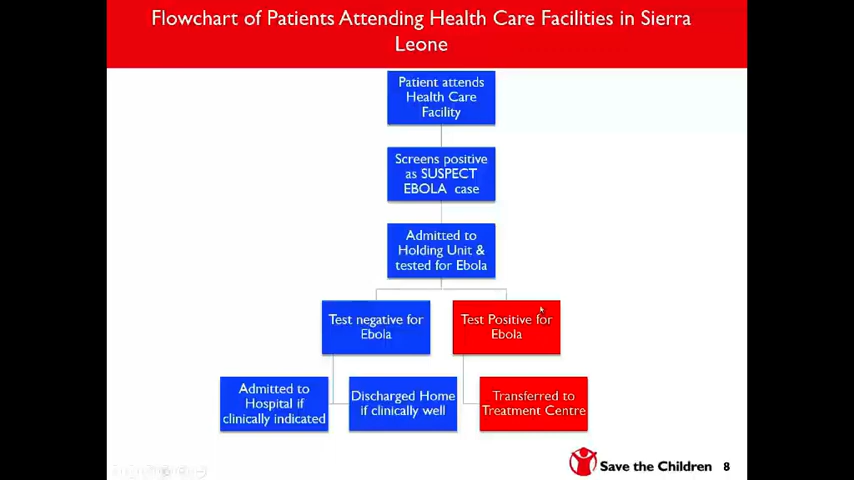 Flowchart of Patients Attending Health Care Facilities in Sierra
Leone
Patient attends
Health Care
Facility
Screens positive
as SUSPECT
EBOLA case
Admitted to
Holding Unit &
tested for Ebola
Test negative for
Ebola
Test Positive for
Ebola
Admitted to
Hospital if
clinically indicated
Discharged Home
if clinically well
Transferred to
Treatment Centre
Save the Children
8